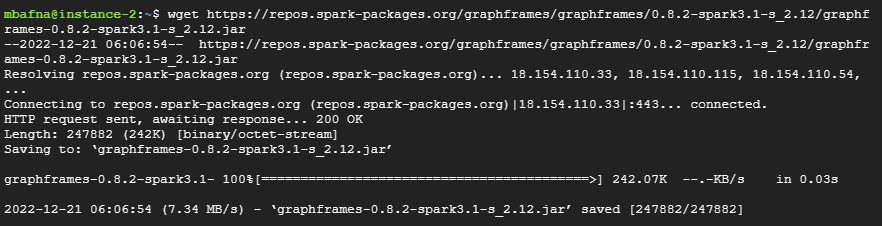 mbafna@instance-2:~$ wget https://repos.spark-packages.org/graphframes/graphframes/0.8.2-spark3.1-s_2.12/graphf
rames-0.8.2-spark3.1-s_2.12.jar
--2022-12-21 06:06:54--  https://repos.spark-packages.org/graphframes/graphframes/0.8.2-spark3.1-s_2.12/graphfr
ames-0.8.2-spark3.1-s_2.12.jar
Resolving repos.spark-packages.org (repos.spark-packages.org)... 18.154.110.33, 18.154.110.115, 18.154.110.54,
...
Connecting to repos.spark-packages.org (repos.spark-packages.org)|18.154.110.33|:443... connected.
HTTP request sent, awaiting response... 200 OK
Length: 247882 (242K) [binary/octet-stream]
Saving to: ‘graphframes-0.8.2-spark3.1-s_2.12.jar’
graphframes-0.8.2-spark3.1- 100%[==========================================>] 242.07K  --.-KB/s    in 0.03s
2022-12-21 06:06:54 (7.34 MB/s) - ‘graphframes-0.8.2-spark3.1-s_2.12.jar’ saved [247882/247882]